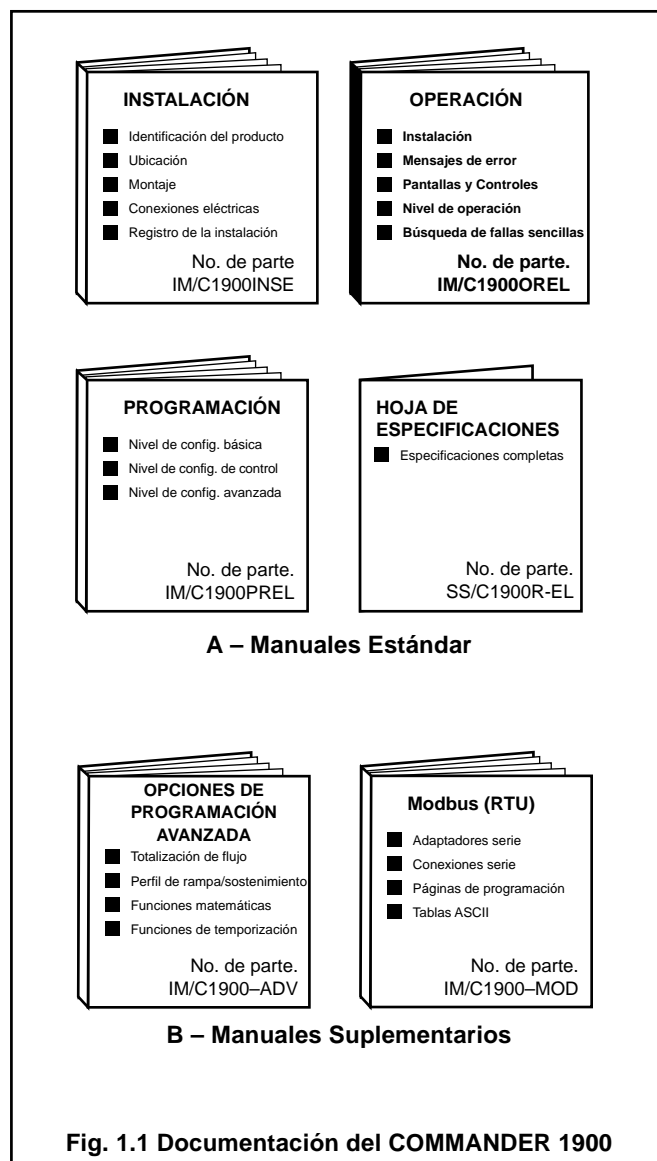 INSTALACIÓN
Identificación del producto
Ubicación
Montaje
Conexiones eléctricas
Registro de la instalación
No. de parte
IM/C1900INSE
OPERACIÓN
Instalación
Mensajes de error
Pantallas y Controles
Nivel de operación
Búsqueda de fallas sencillas
No. de parte.
IM/C1900OREL
PROGRAMACIÓN
Nivel de config. básica
Nivel de config. de control
Nivel de config. avanzada
No. de parte.
IM/C1900PREL
HOJA DE
ESPECIFICACIONES
Especificaciones completas
No. de parte.
SS/C1900R-EL
A – Manuales Estándar
OPCIONES DE
PROGRAMACIÓN
AVANZADA
Totalización de flujo
Perfil de rampa/sostenimiento
Funciones matemáticas
Funciones de temporización
No. de parte.
IM/C1900–ADV
Modbus (RTU)
Adaptadores serie
Conexiones serie
Páginas de programación
Tablas ASCII
No. de parte.
IM/C1900–MOD
B – Manuales Suplementarios
Fig. 1.1 Documentación del COMMANDER 1900